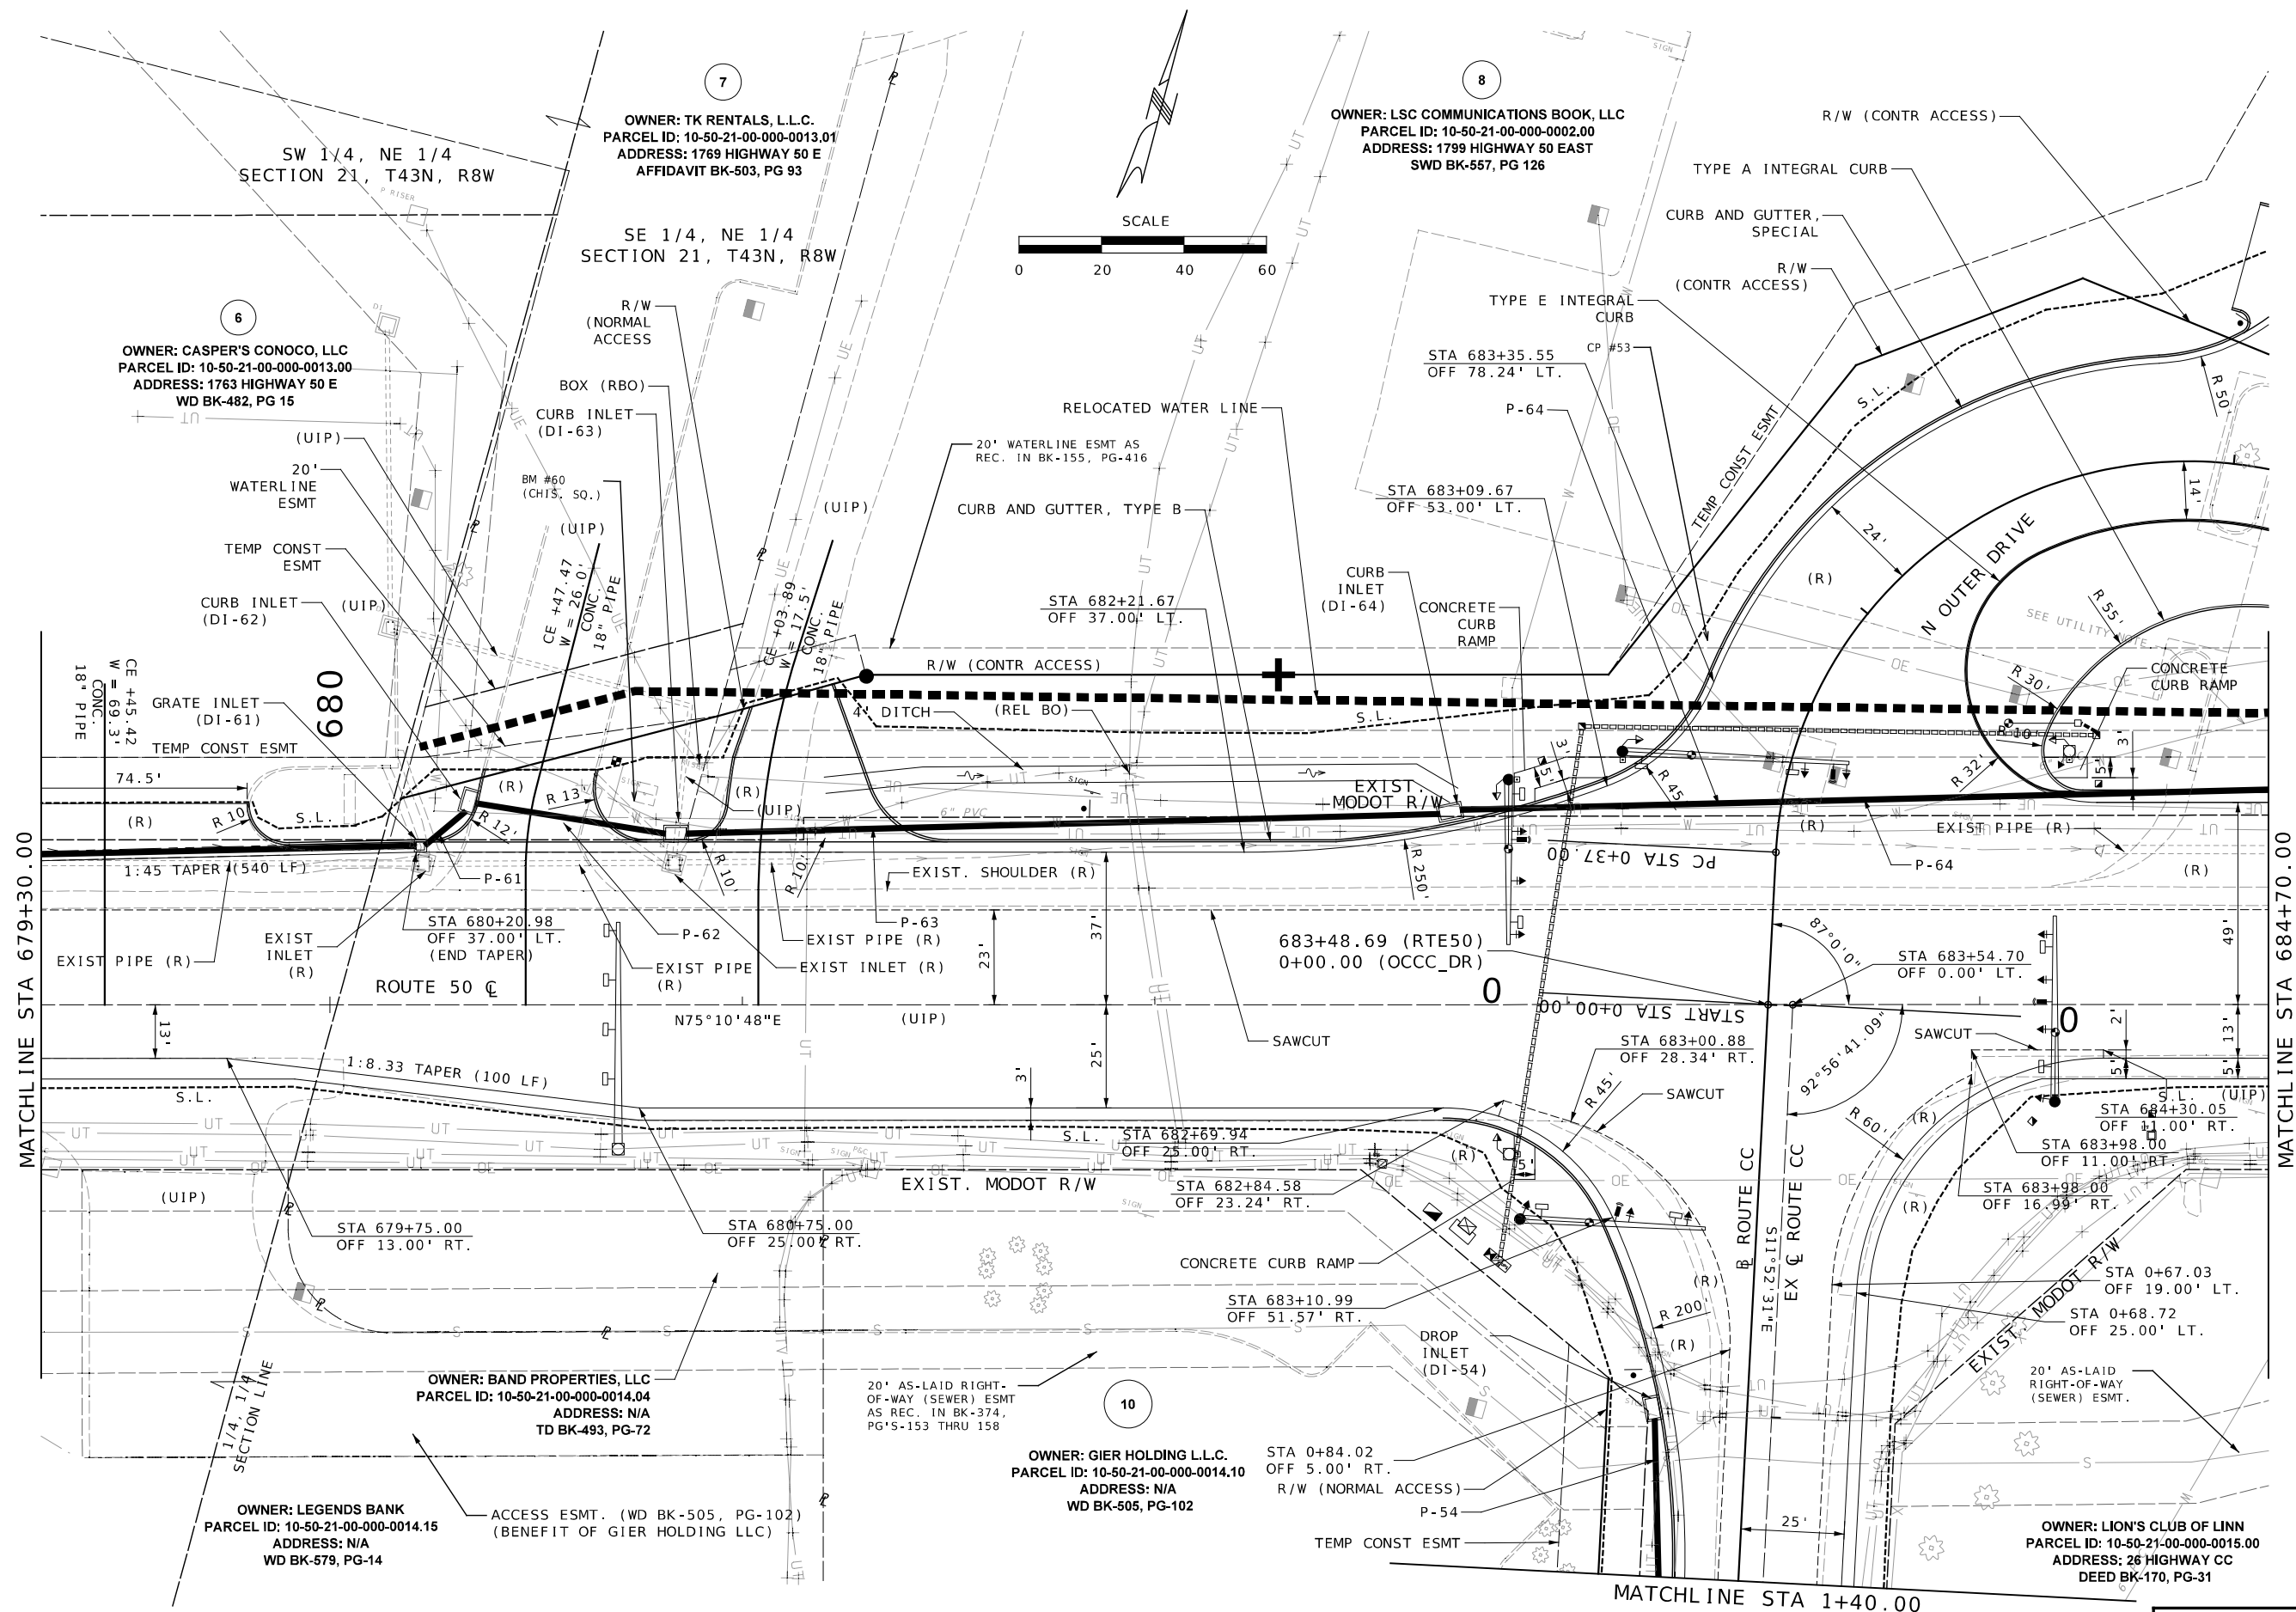 7
OWNER: TK RENTALS, L.L.C.
PARCEL ID: 10-50-21-00-000-0013.01
ADDRESS: 1769 HIGHWAY 50 E
AFFIDAVIT BK-503, PG 93
8
OWNER: LSC COMMUNICATIONS BOOK, LLC
PARCEL ID: 10-50-21-00-000-0002.00
ADDRESS: 1799 HIGHWAY 50 EAST
SWD BK-557, PG 126
SW 1/4, NE 1/4
SECTION 21, T43N, R8W
SE 1/4, NE 1/4
SECTION 21, T43N, R8W
P RISER
SCALE
0 20 40 60
SIGN
R/W (CONTR ACCESS)
TYPE A INTEGRAL CURB
CURB AND GUTTER,
SPECIAL
R/W
(CONTR ACCESS)
TYPE E INTEGRAL
CURB
CP #53
STA 683+35.55
OFF 78.24' LT.
P-64
6
OWNER: CASPER'S CONOCO, LLC
PARCEL ID: 10-50-21-00-000-0013.00
ADDRESS: 1763 HIGHWAY 50 E
WD BK-482, PG 15
DI
R/W
(NORMAL
ACCESS
BOX (RBO)
CURB INLET
(DI-63)
BM #60
(CHIS. SQ.)
(UIP)
(UIP)
(UIP)
20'
WATERLINE
ESMT
TEMP CONST
ESMT
CURB INLET
(DI-62)
(UIP)
GRATE INLET
(DI-61)
TEMP CONST ESMT
RELOCATED WATER LINE
20' WATERLINE ESMT AS
REC. IN BK-155, PG-416
CURB AND GUTTER, TYPE B
STA 683+09.67
OFF 53.00' LT.
STA 682+21.67
OFF 37.00' LT.
CURB
INLET
(DI-64)
CONCRETE
CURB
RAMP
TEMP CONST ESMT
S.L.
R 50'
14'
24'
(R)
N OUTER DRIVE
R 55'
SEE UTILITY NOTE
R 30'
CONCRETE
CURB RAMP
R 10'
3'
5'
R 32'
CE +45.42
W = 69.3'
CONC.
18" PIPE
680
CE +47.47
W = 26.0'
CONC.
18" PIPE
CE +03.89
W = 17.5'
CONC.
18" PIPE
R/W (CONTR ACCESS)
4' DITCH
(REL BO)
S.L.
74.5'
(R)
R 10'
S.L.
R 12'
(R)
R 13'
(R)
(UIP)
R 10'
R 10'
6" PVC
SIGN
EXIST.
MODOT R/W
3'
5'
R 45'
R 250'
PC STA 0+37.00
(R)
EXIST PIPE (R)
P-64
(R)
1:45 TAPER (540 LF)
P-61
STA 680+20.98
OFF 37.00' LT.
(END TAPER)
EXIST
INLET
(R)
EXIST PIPE (R)
P-62
EXIST PIPE
(R)
EXIST. SHOULDER (R)
P-63
EXIST PIPE (R)
EXIST INLET (R)
23'
37'
ROUTE 50 ℄
N75°10'48"E
(UIP)
SAWCUT
683+48.69 (RTE50)
0+00.00 (OCCC_DR)
0
START STA 0+00.00
87°0'0"
STA 683+54.70
OFF 0.00' LT.
49'
0
92°56'41.09"
SAWCUT
2'
13'
5'
5'
MATCHLINE STA 679+30.00
MATCHLINE STA 684+70.00
13'
1:8.33 TAPER (100 LF)
S.L.
25'
3'
S.L.
STA 683+00.88
OFF 28.34' RT.
R 45'
SAWCUT
STA 682+69.94
OFF 25.00' RT.
STA 682+84.58
OFF 23.24' RT.
(R)
5'
R 60'
(R)
S.L.
(UIP)
STA 684+30.05
OFF 11.00' RT.
STA 683+98.00
OFF 11.00' RT.
STA 683+98.00
OFF 16.99' RT.
(R)
(UIP)
EXIST. MODOT R/W
STA 679+75.00
OFF 13.00' RT.
STA 680+75.00
OFF 25.00' RT.
CONCRETE CURB RAMP
STA 683+10.99
OFF 51.57' RT.
(R)
R 200'
(R)
DROP
INLET
(DI-54)
℄ ROUTE CC
S11°52'31"E
EX ℄ ROUTE CC
EXIST. MODOT R/W
STA 0+67.03
OFF 19.00' LT.
STA 0+68.72
OFF 25.00' LT.
20' AS-LAID
RIGHT-OF-WAY
(SEWER) ESMT.
1/4, 1/4
SECTION LINE
OWNER: BAND PROPERTIES, LLC
PARCEL ID: 10-50-21-00-000-0014.04
ADDRESS: N/A
TD BK-493, PG-72
20' AS-LAID RIGHT-
OF-WAY (SEWER) ESMT
AS REC. IN BK-374,
PG'S-153 THRU 158
10
OWNER: GIER HOLDING L.L.C.
PARCEL ID: 10-50-21-00-000-0014.10
ADDRESS: N/A
WD BK-505, PG-102
STA 0+84.02
OFF 5.00' RT.
R/W (NORMAL ACCESS)
P-54
TEMP CONST ESMT
25'
OWNER: LEGENDS BANK
PARCEL ID: 10-50-21-00-000-0014.15
ADDRESS: N/A
WD BK-579, PG-14
ACCESS ESMT. (WD BK-505, PG-102)
(BENEFIT OF GIER HOLDING LLC)
OWNER: LION'S CLUB OF LINN
PARCEL ID: 10-50-21-00-000-0015.00
ADDRESS: 26 HIGHWAY CC
DEED BK-170, PG-31
MATCHLINE STA 1+40.00